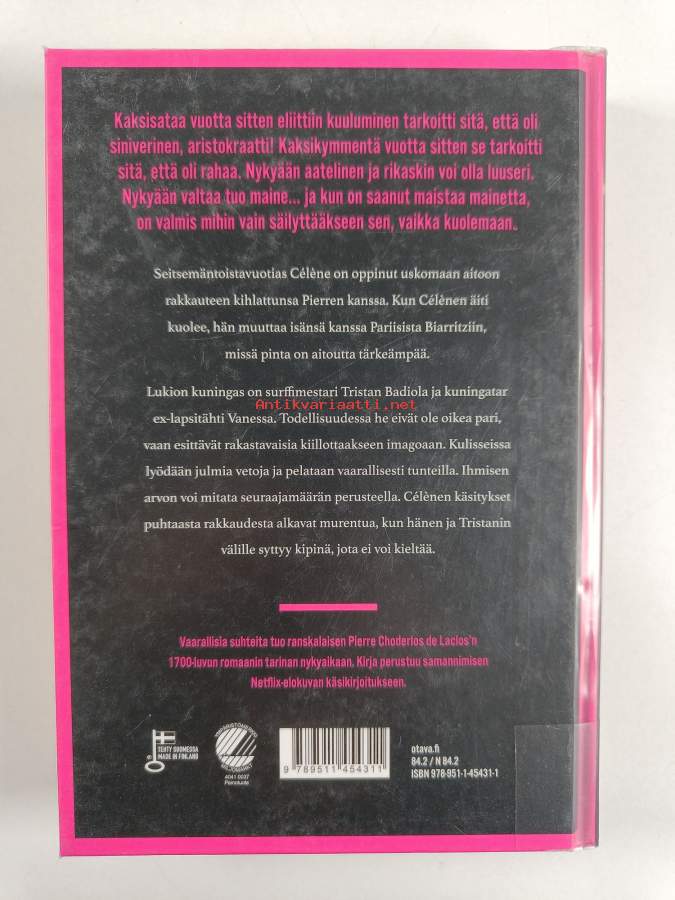 Kaksisataa vuotta sitten eliittiin kuuluminen tarkoitti sitä, että oli
siniverinen, aristokraatti! Kaksikymmentä vuotta sitten se tarkoitti
sitä, että oli rahaa. Nykyään aatelinen ja rikaskin voi olla luuseri.
Nykyään valtaa tuo maine... ja kun on saanut maistaa mainetta,
on valmis mihin vain säilyttääkseen sen, vaikka kuolemaan.
Seitsemäntoistavuotias Célène on oppinut uskomaan aitoon
rakkauteen kihlattunsa Pierren kanssa. Kun Célènen äiti
kuolee, hän muuttaa isänsä kanssa Pariisista Biarritziin,
missä pinta on aitoutta tärkeämpää.
Lukion kuningas on surffimestari Tristan Badiola ja kuningatar
Antikvariaatti.net
ex-lapsitähti Vanessa. Todellisuudessa he eivät ole oikea pari,
vaan esittävät rakastavaisia kiillottaakseen imagoaan. Kulisseissa
lyödään julmia vetoja ja pelataan vaarallisesti tunteilla. Ihmisen
arvon voi mitata seuraajamäärän perusteella. Célènen käsitykset
puhtaasta rakkaudesta alkavat murentua, kun hänen ja Tristanin
välille syttyy kipinä, jota ei voi kieltää.
Vaarallisia suhteita tuo ranskalaisen Pierre Choderlos de Laclos'n
1700-luvun romaanin tarinan nykyaikaan. Kirja perustuu samannimisen
Netflix-elokuvan käsikirjoitukseen.
TEHTY SUOMESSA
MADE IN FINLAND
4041 0037
Painotuote
9 789511 454311
otava.fi
84.2 / N 84.2
ISBN 978-951-1-45431-1